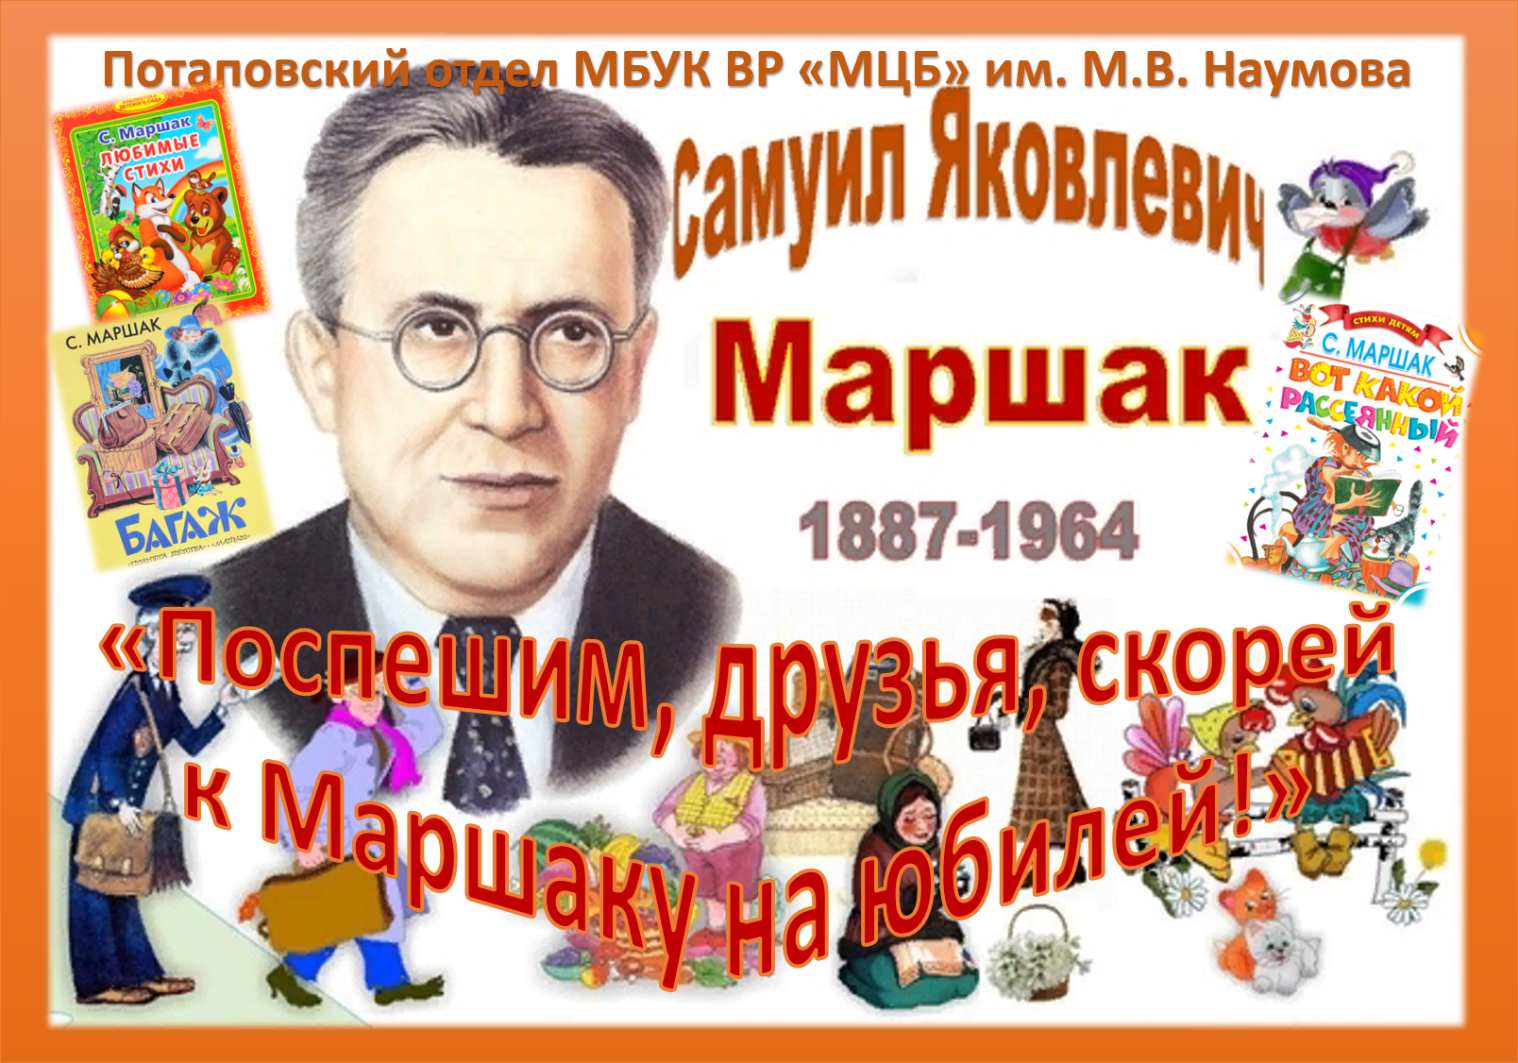 Потаповский отдел МБУК ВР «МЦБ» им. М.В. Наумова
С. Маршак
ЛЮБИМЫЕ
СТИХИ
Самуил Яковлевич
Маршак
1887-1964
С. МАРШАК
БАГАЖ
СТИХИ ДЕТЯМ
С. МАРШАК
ВОТ КАКОЙ
РАССЕЯННЫЙ
«Поспешим, друзья, скорей
к Маршаку на юбилей!»